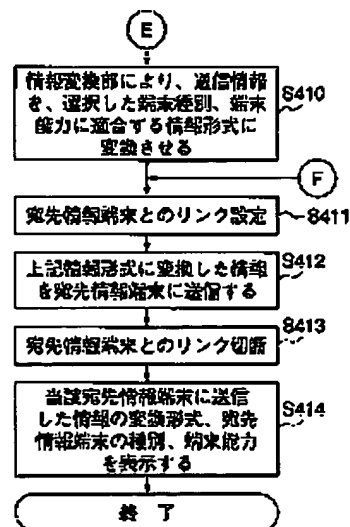 E
情報変換部により、通信情報
を、選択した端末種別、端末
能力に適合する情報形式に
変換させる
S410
F
宛先情報端末とのリンク設定
S411
上記情報形式に変換した情報
を宛先情報端末に送信する
S412
宛先情報端末とのリンク切断
S413
当該宛先情報端末に送信
した情報の変換形式、宛先
情報端末の種別、端末能力
を表示する
S414
終了